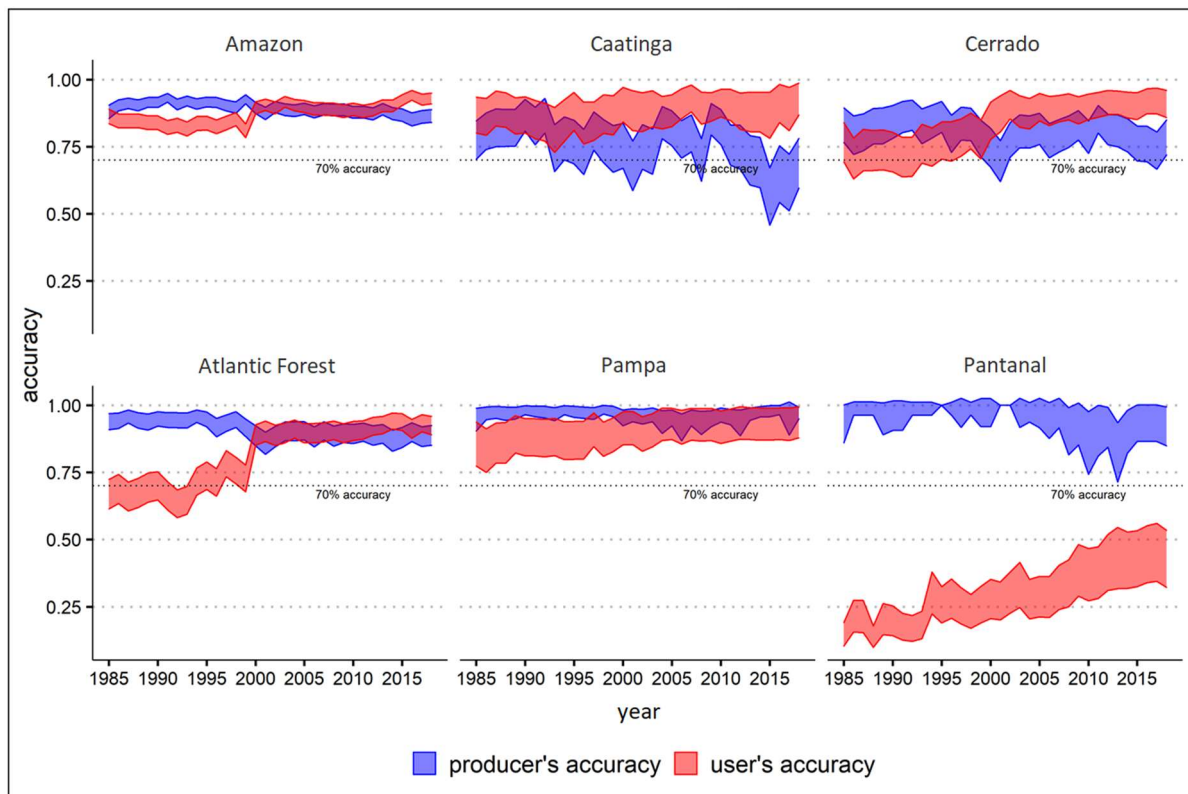 Amazon Caatinga Cerrado
1.00
0.75
70% accuracy 70% accuracy 70% accuracy
0.50
0.25
accuracy
Atlantic Forest Pampa Pantanal
1.00
0.75
70% accuracy 70% accuracy 70% accuracy
0.50
0.25
1985 1990 1995 2000 2005 2010 2015 1985 1990 1995 2000 2005 2010 2015 1985 1990 1995 2000 2005 2010 2015
year
producer's accuracy user's accuracy